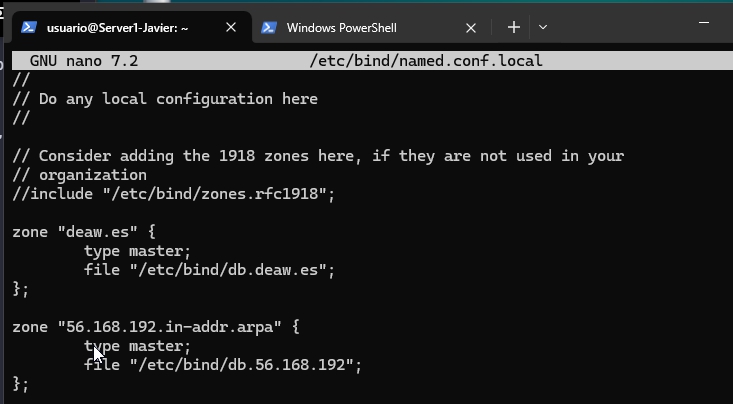 usuario@Server1-Javier: ~
Windows PowerShell
GNU nano 7.2 /etc/bind/named.conf.local
//
// Do any local configuration here
//
// Consider adding the 1918 zones here, if they are not used in your
// organization
//include "/etc/bind/zones.rfc1918";
zone "deaw.es" {
type master;
file "/etc/bind/db.deaw.es";
};
zone "56.168.192.in-addr.arpa" {
type master;
file "/etc/bind/db.56.168.192";
};